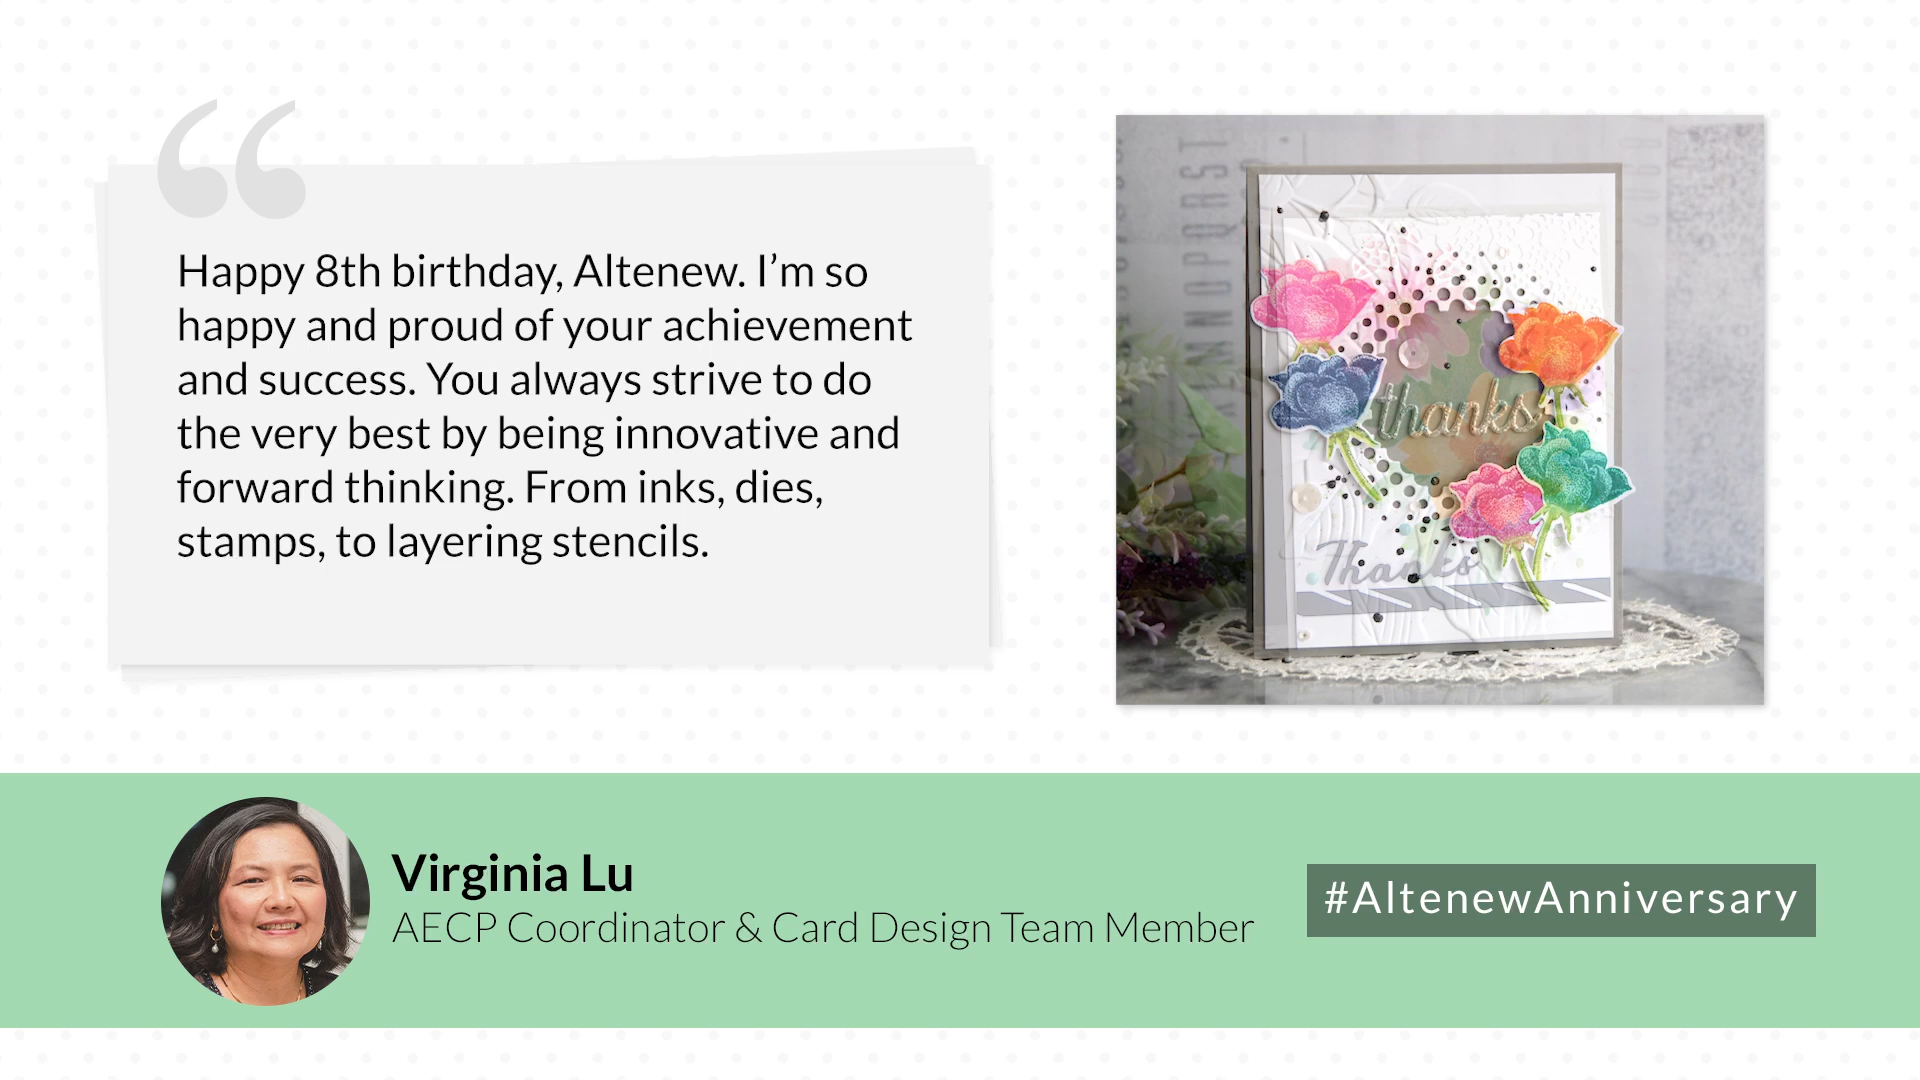 Happy 8th birthday, Altenew. I’m so
happy and proud of your achievement
and success. You always strive to do
the very best by being innovative and
forward thinking. From inks, dies,
stamps, to layering stencils.
thanks
Thanks
Virginia Lu
AECP Coordinator & Card Design Team Member
#AltenewAnniversary